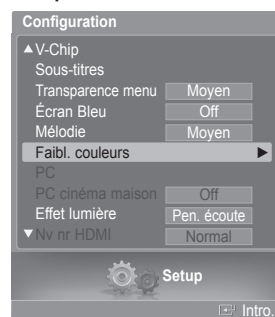 Configuration
▲V-Chip
Sous-titres
Transparence menu Moyen
Écran Bleu Off
Mélodie Moyen
Faibl. couleurs ►
PC
PC cinéma maison Off
Effet lumière Pen. écoute
▼Nv nr HDMI Normal
Setup
Intro.